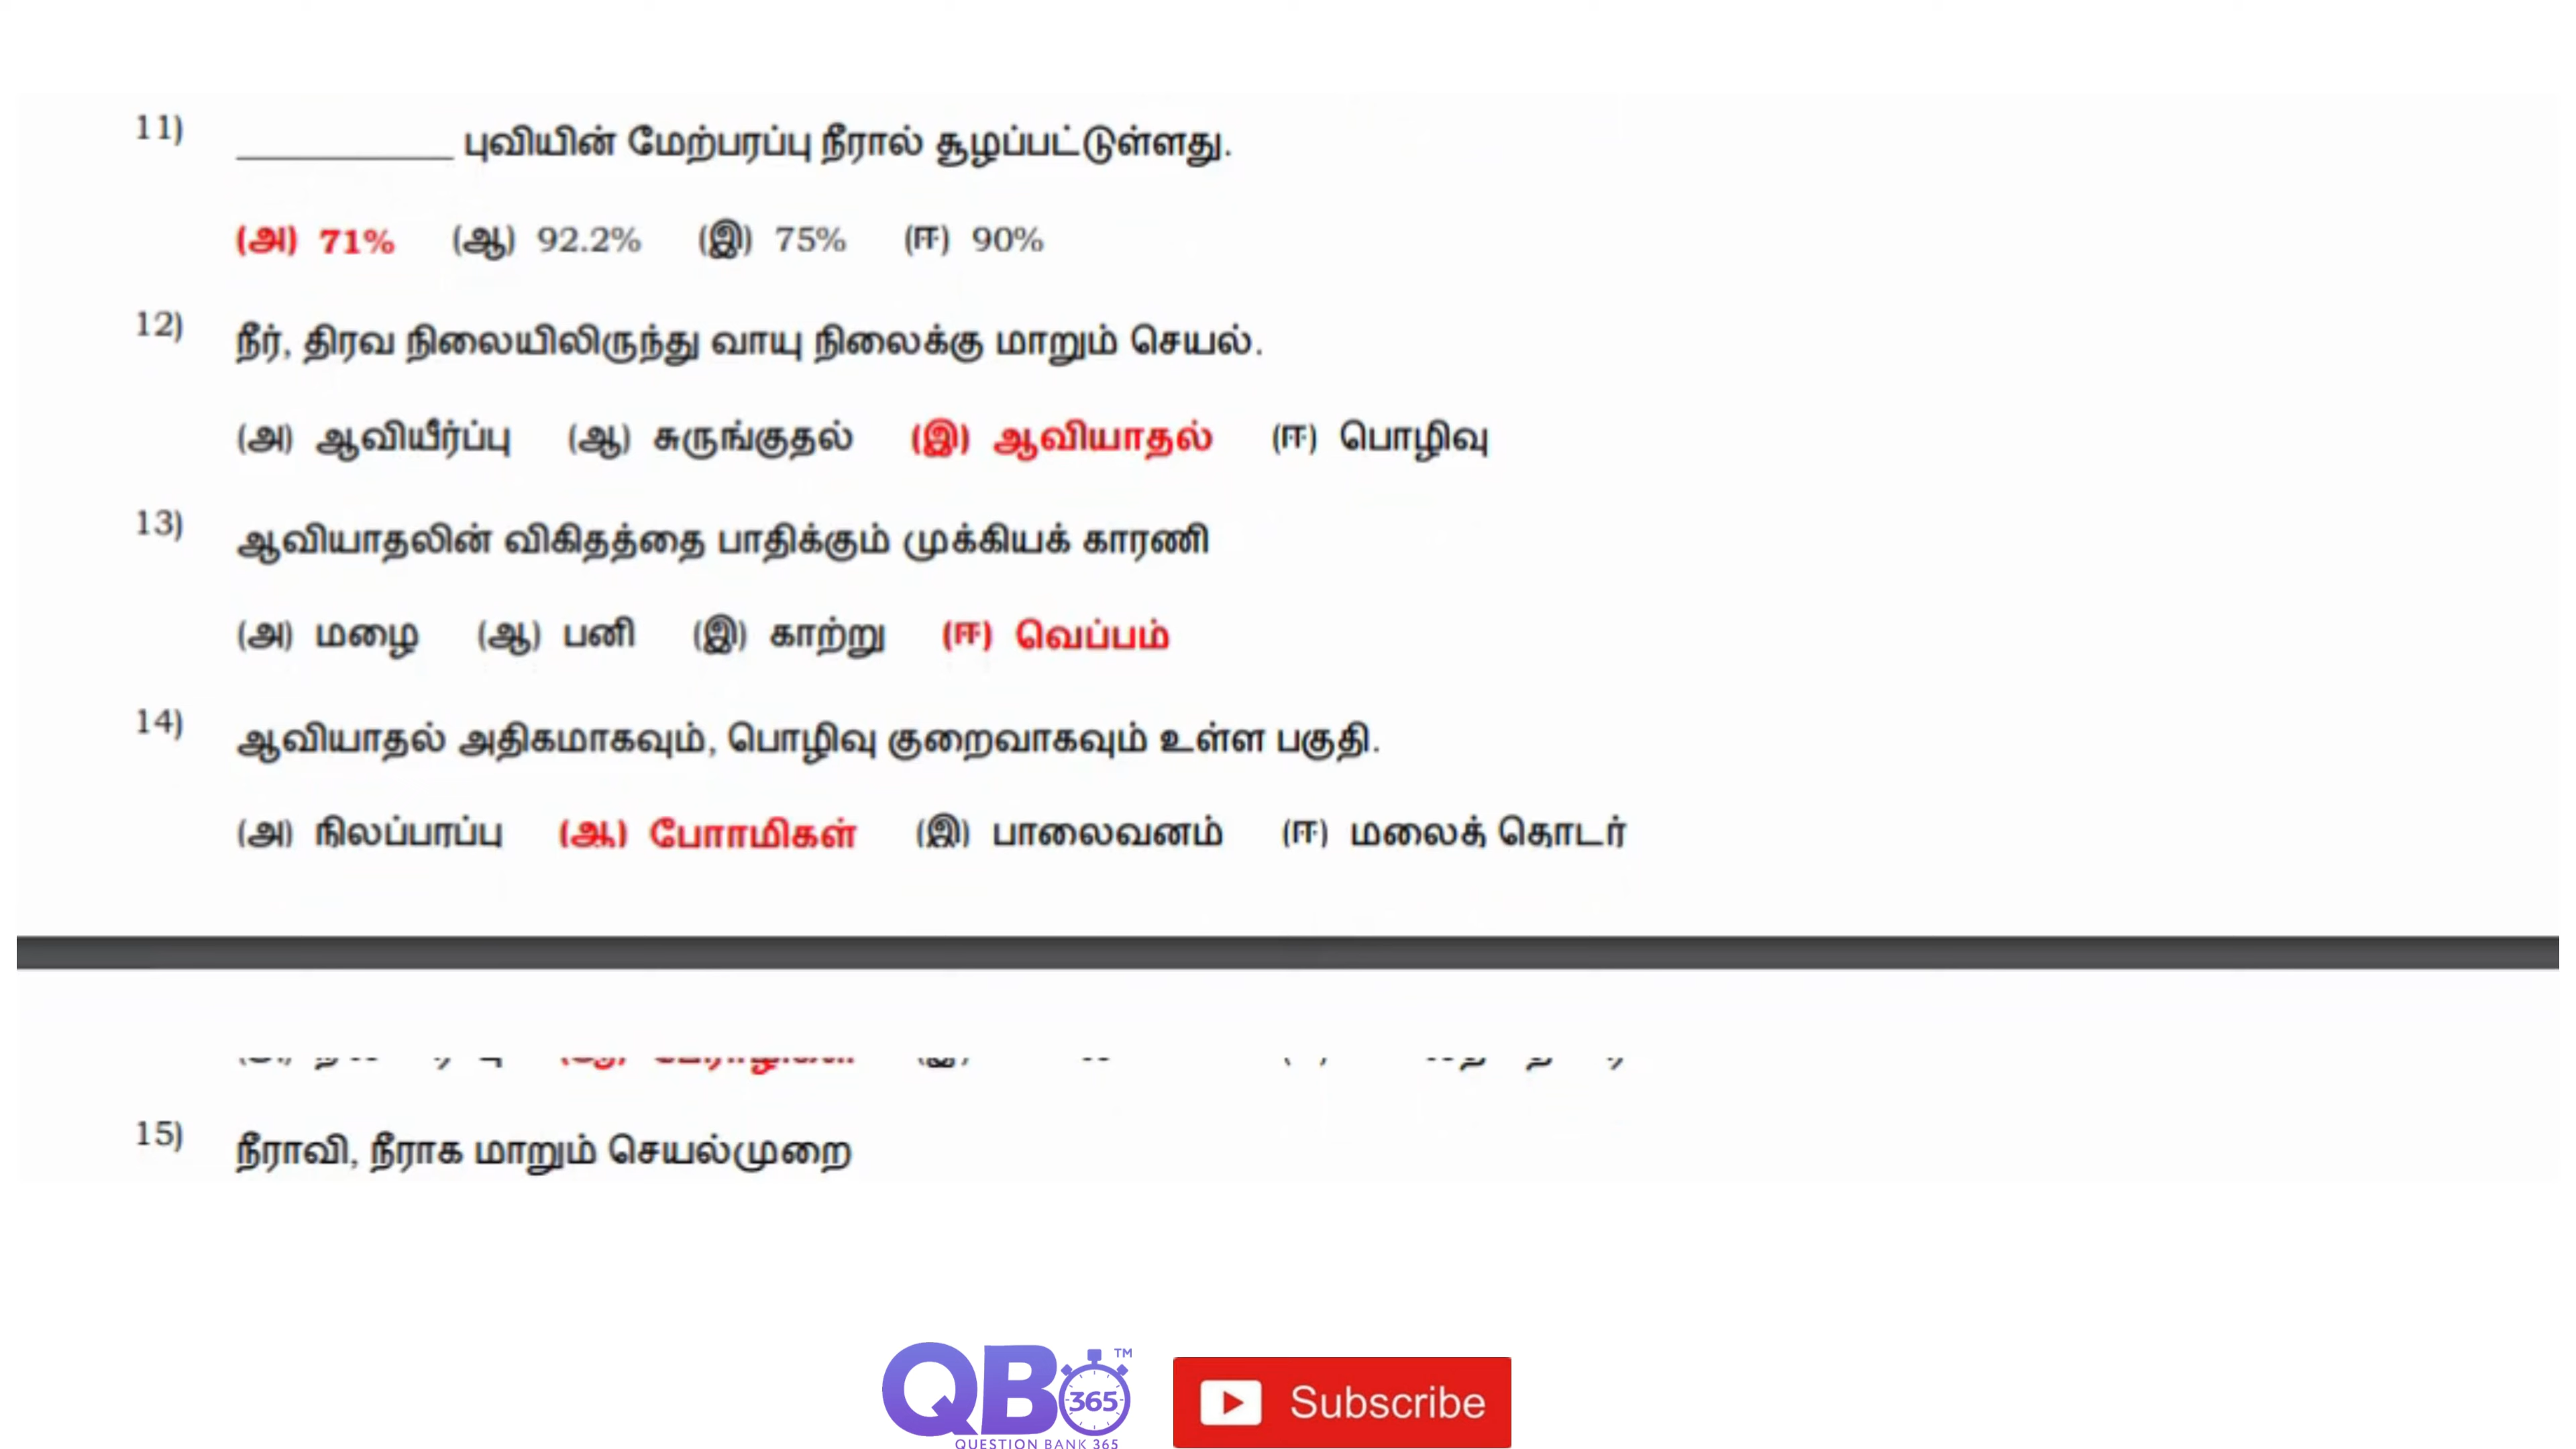 11) __________ புவியின் மேற்பரப்பு நீரால் சூழப்பட்டுள்ளது.
(அ) 71% (ஆ) 92.2% (இ) 75% (ஈ) 90%
12) நீர், திரவ நிலையிலிருந்து வாயு நிலைக்கு மாறும் செயல்.
(அ) ஆவியீர்ப்பு (ஆ) சுருங்குதல் (இ) ஆவியாதல் (ஈ) பொழிவு
13) ஆவியாதலின் விகிதத்தை பாதிக்கும் முக்கியக் காரணி
(அ) மழை (ஆ) பனி (இ) காற்று (ஈ) வெப்பம்
14) ஆவியாதல் அதிகமாகவும், பொழிவு குறைவாகவும் உள்ள பகுதி.
(அ) நிலப்பரப்பு (ஆ) பேராழிகள் (இ) பாலைவனம் (ஈ) மலைத் தொடர்
15) நீராவி, நீராக மாறும் செயல்முறை
QB 365 TM
QUESTION BANK 365
Subscribe